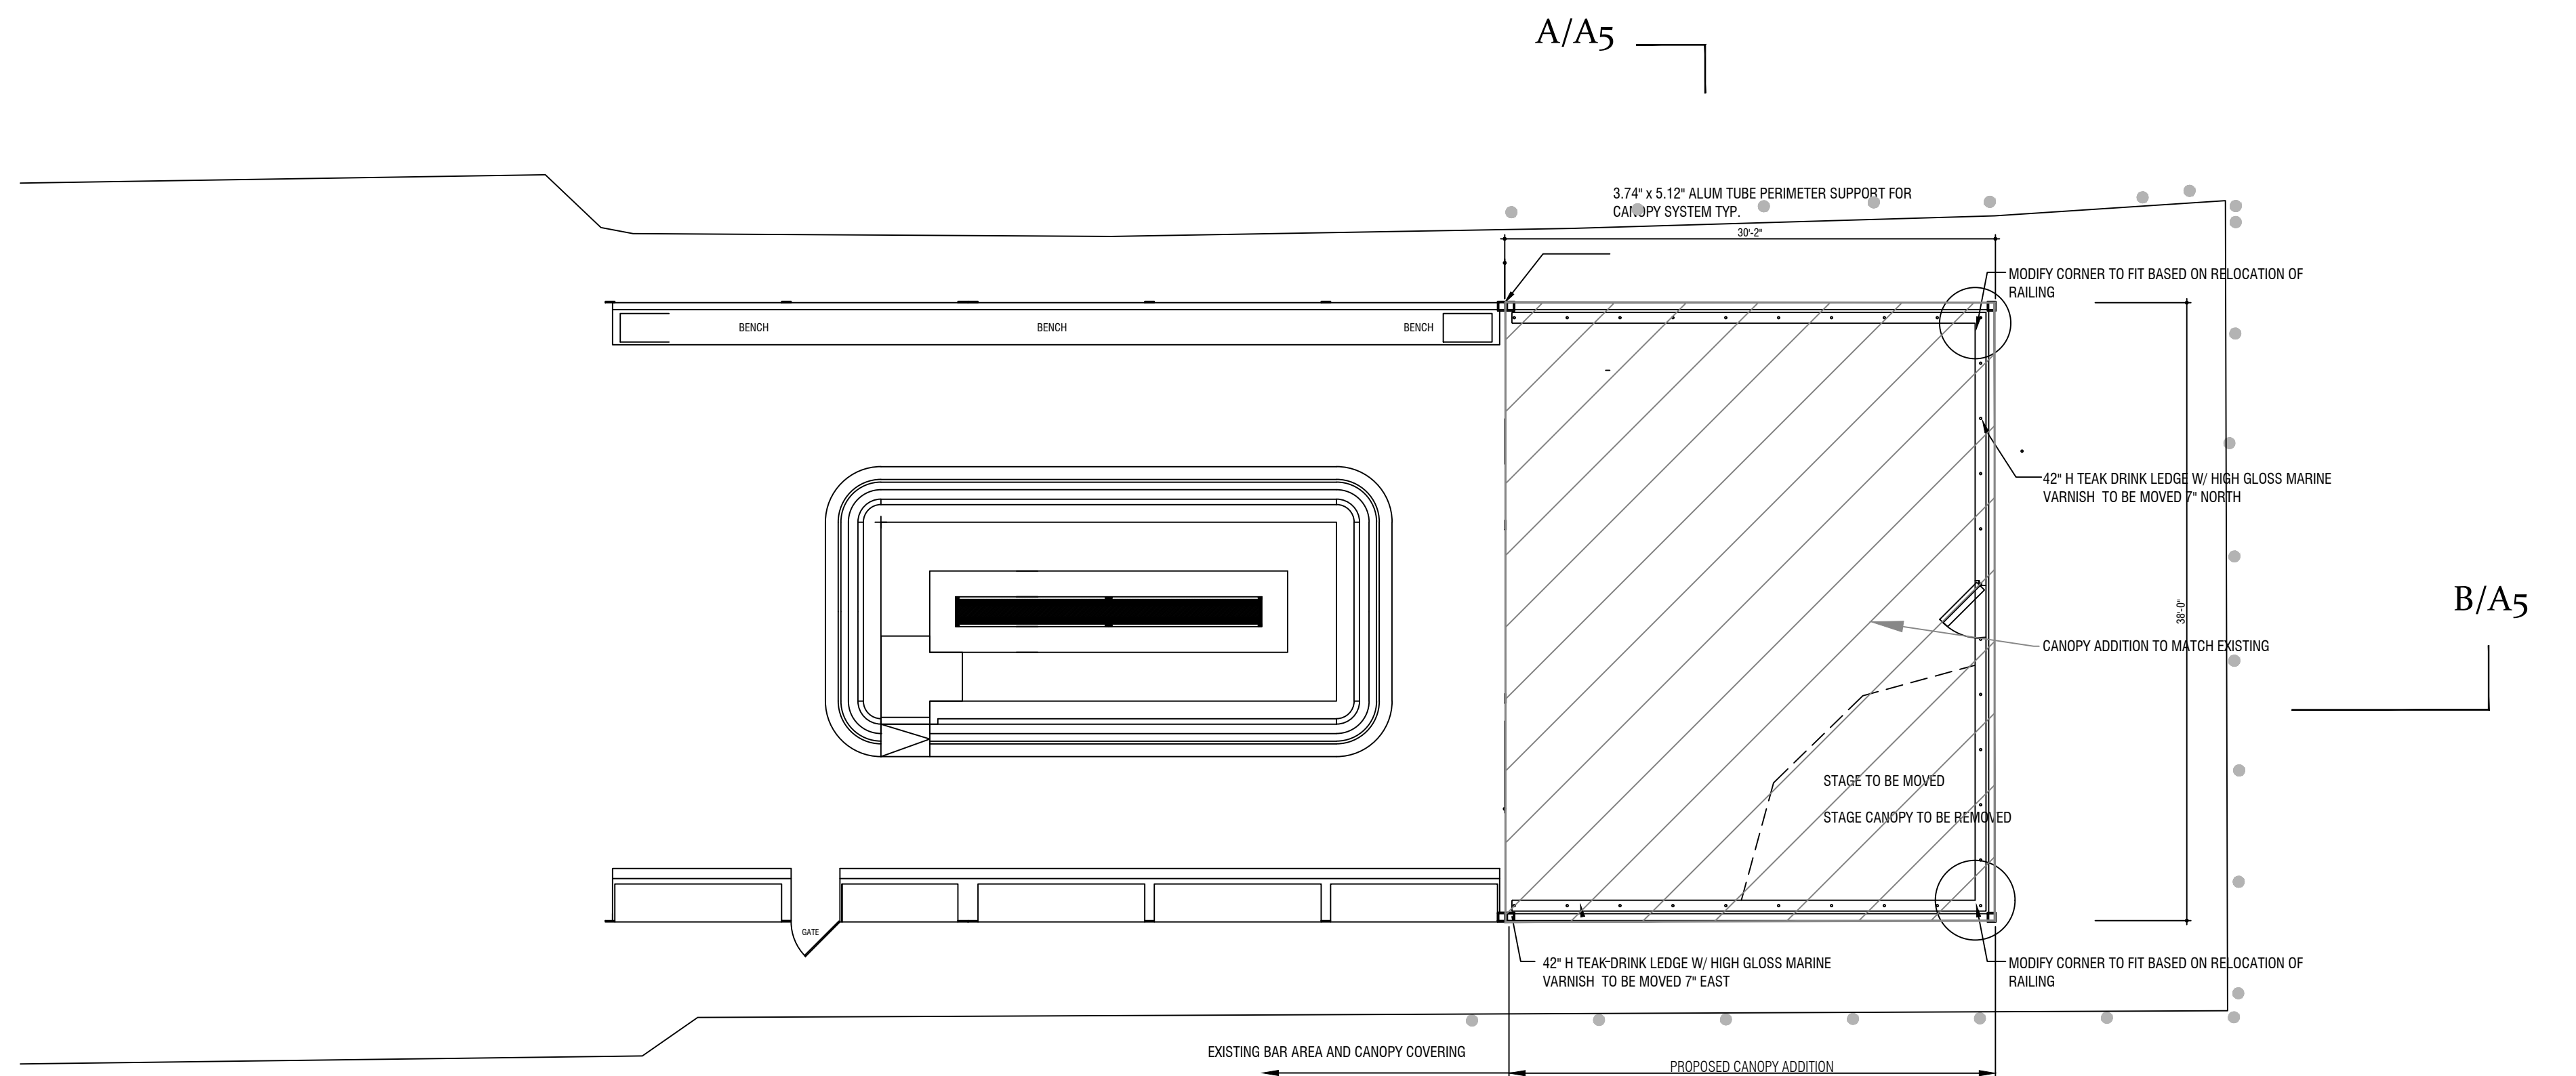 A/A5
3.74" x 5.12" ALUM TUBE PERIMETER SUPPORT FOR
CANOPY SYSTEM TYP.
30'-2"
MODIFY CORNER TO FIT BASED ON RELOCATION OF
RAILING
BENCH BENCH BENCH
42" H TEAK DRINK LEDGE W/ HIGH GLOSS MARINE
VARNISH TO BE MOVED 7" NORTH
B/A5
38'-0"
CANOPY ADDITION TO MATCH EXISTING
STAGE TO BE MOVED
STAGE CANOPY TO BE REMOVED
GATE
42" H TEAK DRINK LEDGE W/ HIGH GLOSS MARINE
VARNISH TO BE MOVED 7" EAST
MODIFY CORNER TO FIT BASED ON RELOCATION OF
RAILING
EXISTING BAR AREA AND CANOPY COVERING
PROPOSED CANOPY ADDITION